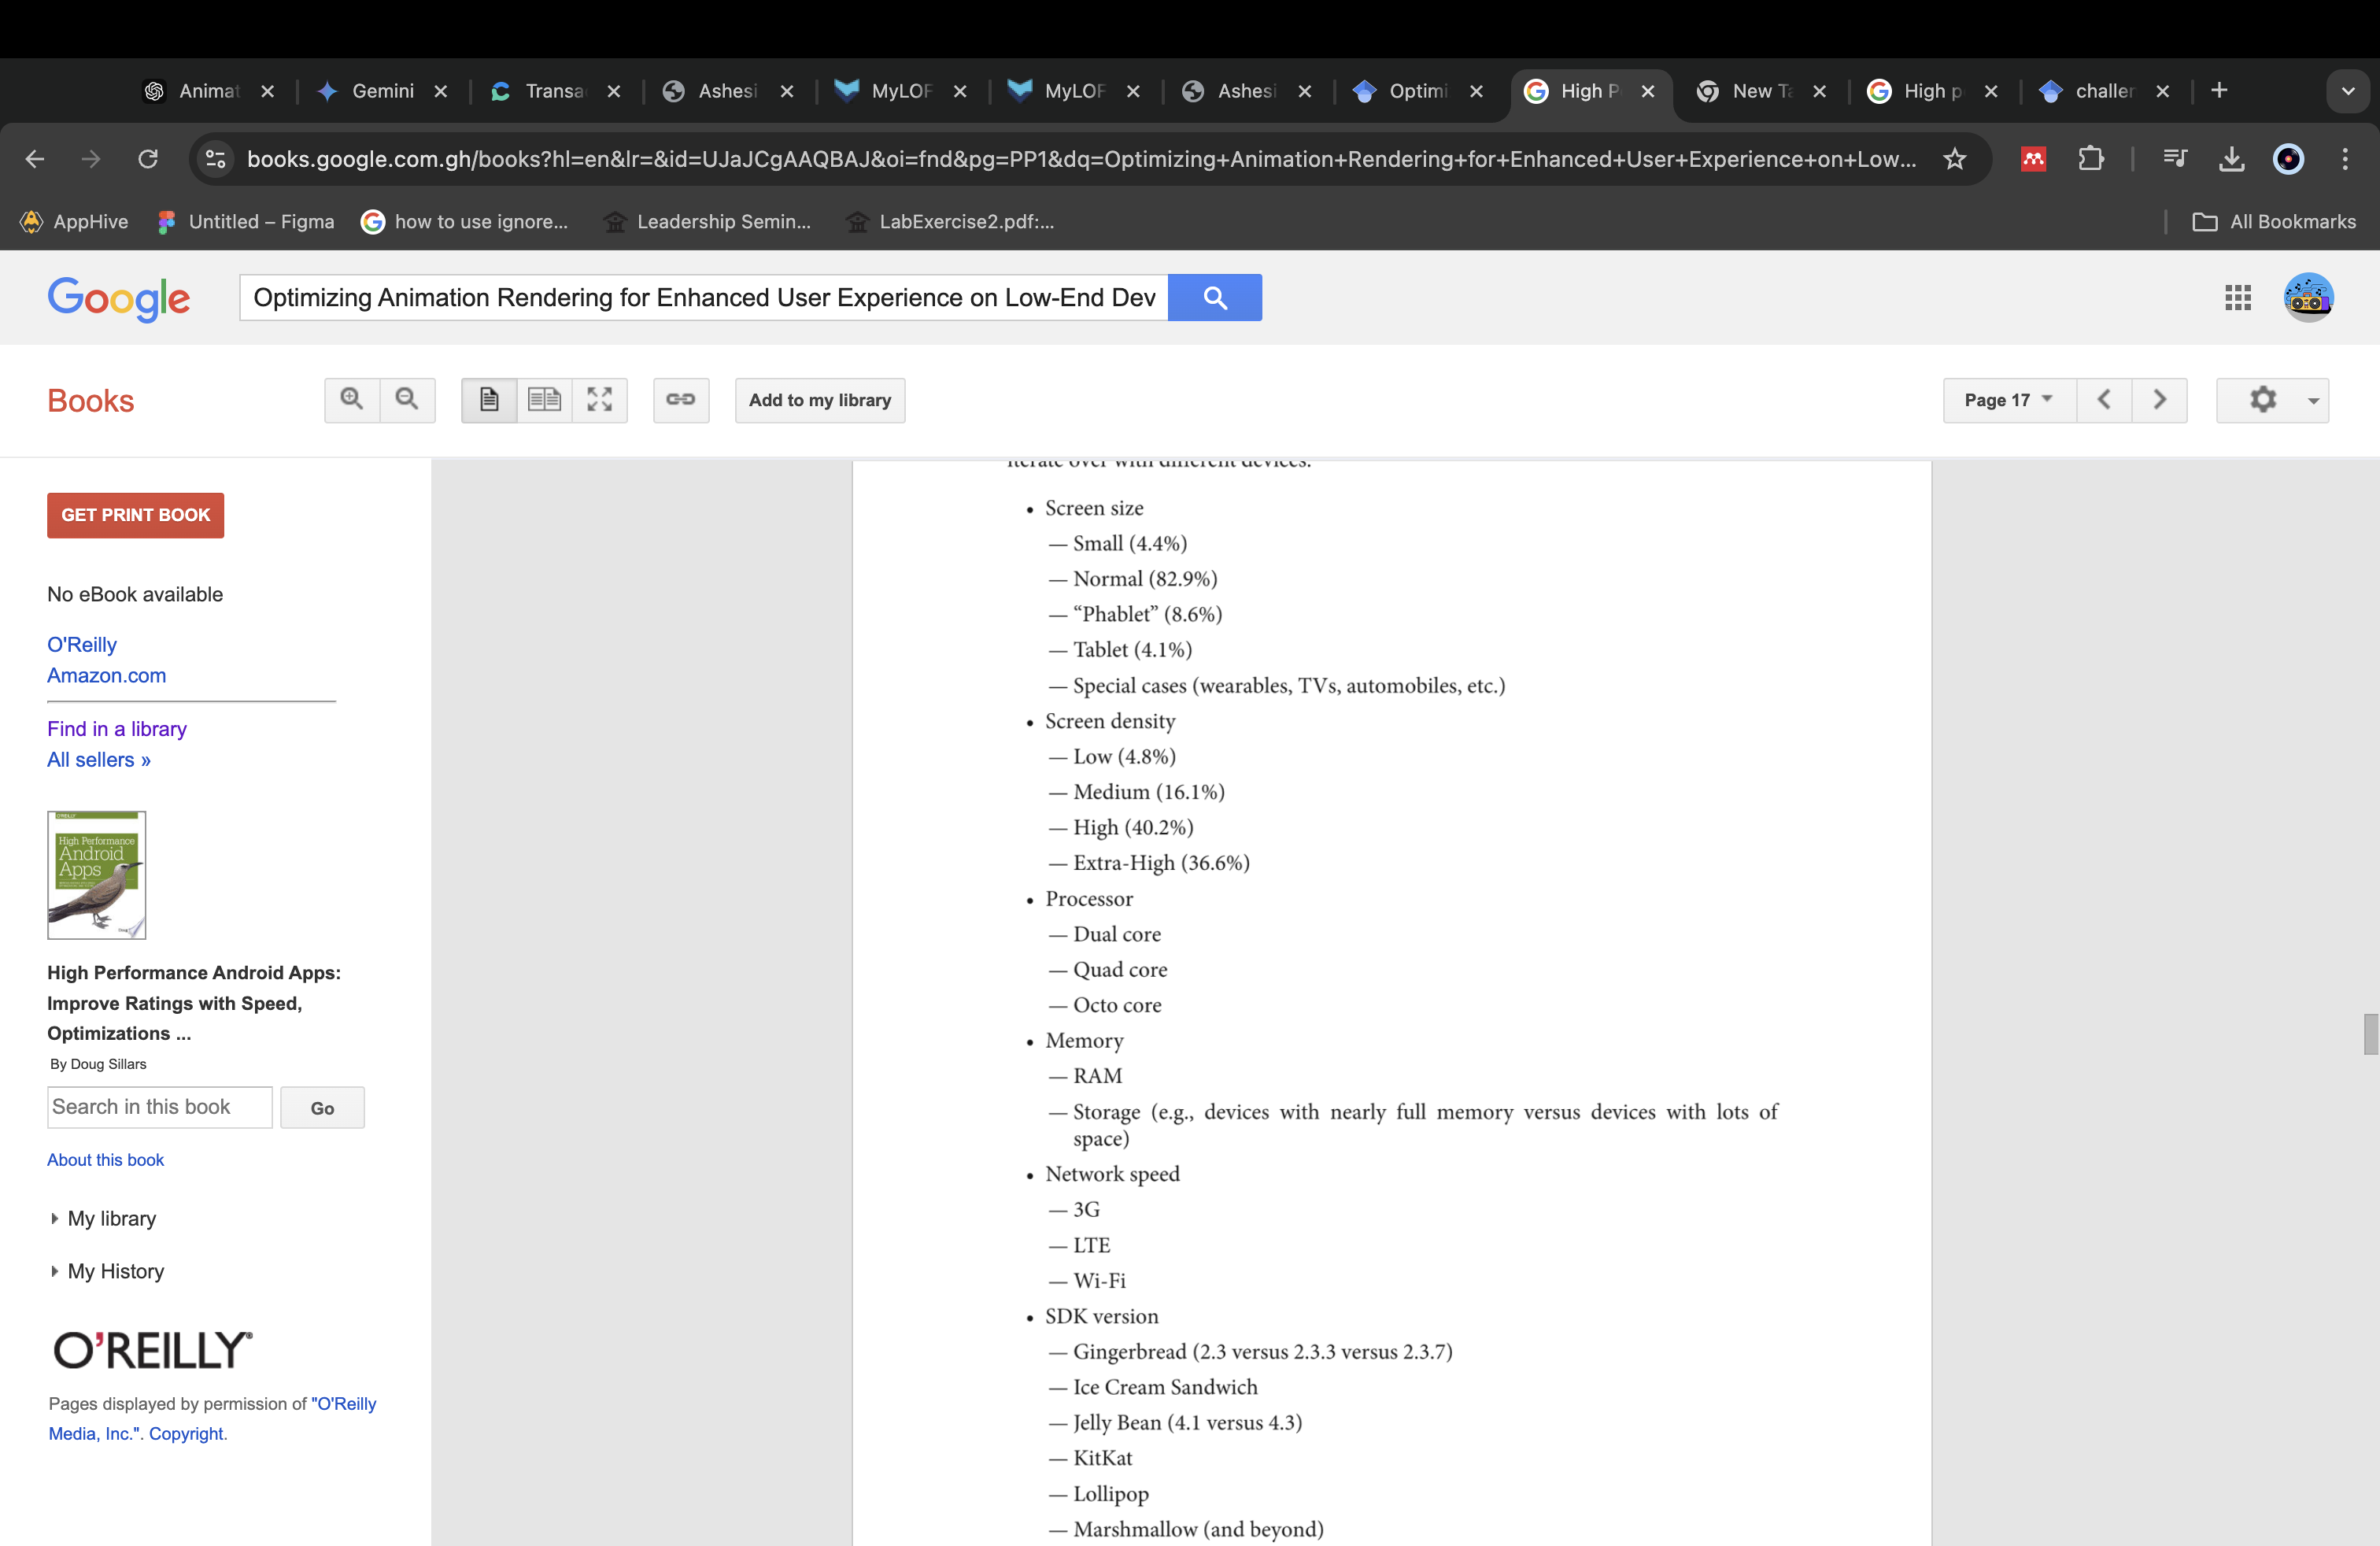 Animat
Gemini
Transa
Ashesi
MyLOF
MyLOF
Ashesi
Optimi
High P
New Ta
High p
challen
books.google.com.gh/books?hl=en&lr=&id=UJaJCgAAQBAJ&oi=fnd&pg=PP1&dq=Optimizing+Animation+Rendering+for+Enhanced+User+Experience+on+Low...
AppHive
Untitled – Figma
how to use ignore...
Leadership Semin...
LabExercise2.pdf:...
All Bookmarks
Google
Optimizing Animation Rendering for Enhanced User Experience on Low-End Dev
Books
Add to my library
Page 17
GET PRINT BOOK
No eBook available
O'Reilly
Amazon.com
Find in a library
All sellers »
O'REILLY
High Performance
Android
Apps
High Performance Android Apps:
Improve Ratings with Speed,
Optimizations ...
By Doug Sillars
Search in this book
Go
About this book
My library
My History
O'REILLY®
Pages displayed by permission of "O'Reilly
Media, Inc.". Copyright.
iterate over with different devices.
• Screen size
— Small (4.4%)
— Normal (82.9%)
— “Phablet” (8.6%)
— Tablet (4.1%)
— Special cases (wearables, TVs, automobiles, etc.)
• Screen density
— Low (4.8%)
— Medium (16.1%)
— High (40.2%)
— Extra-High (36.6%)
• Processor
— Dual core
— Quad core
— Octo core
• Memory
— RAM
— Storage (e.g., devices with nearly full memory versus devices with lots of
space)
• Network speed
— 3G
— LTE
— Wi-Fi
• SDK version
— Gingerbread (2.3 versus 2.3.3 versus 2.3.7)
— Ice Cream Sandwich
— Jelly Bean (4.1 versus 4.3)
— KitKat
— Lollipop
— Marshmallow (and beyond)